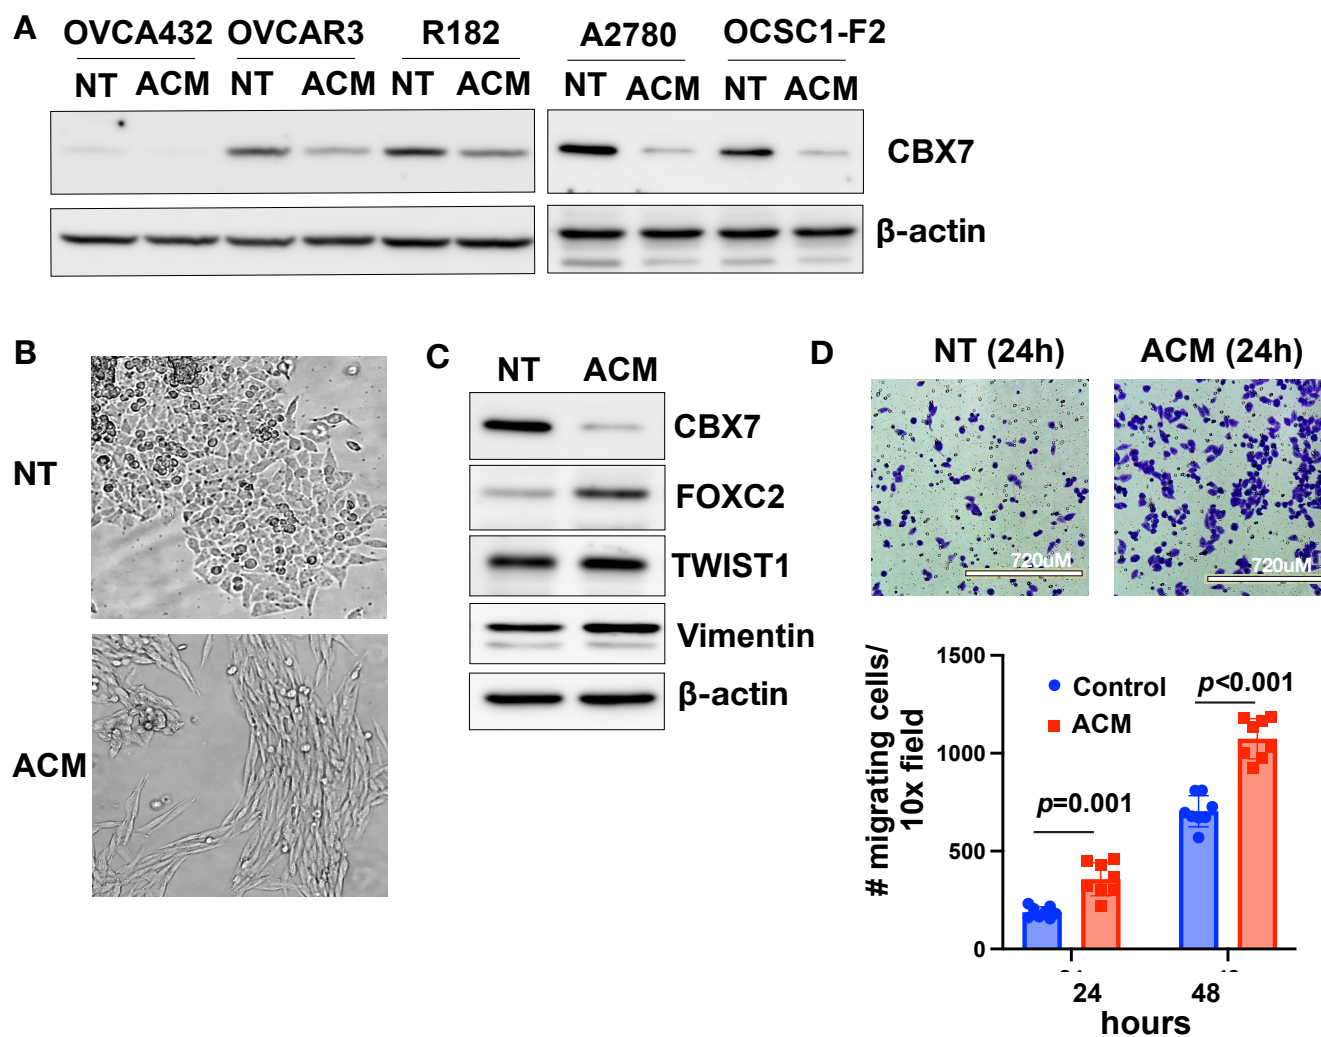 A
OVCA432 OVCAR3 R182 A2780 OCSC1-F2
NT ACM NT ACM NT ACM NT ACM NT ACM
CBX7
β-actin
B
NT
ACM
C
NT ACM
CBX7
FOXC2
TWIST1
Vimentin
β-actin
D
NT (24h) ACM (24h)
720uM 720uM
# migrating cells/
10x field
1500
1000
500
0
Control
ACM
p=0.001
p<0.001
24 48
hours